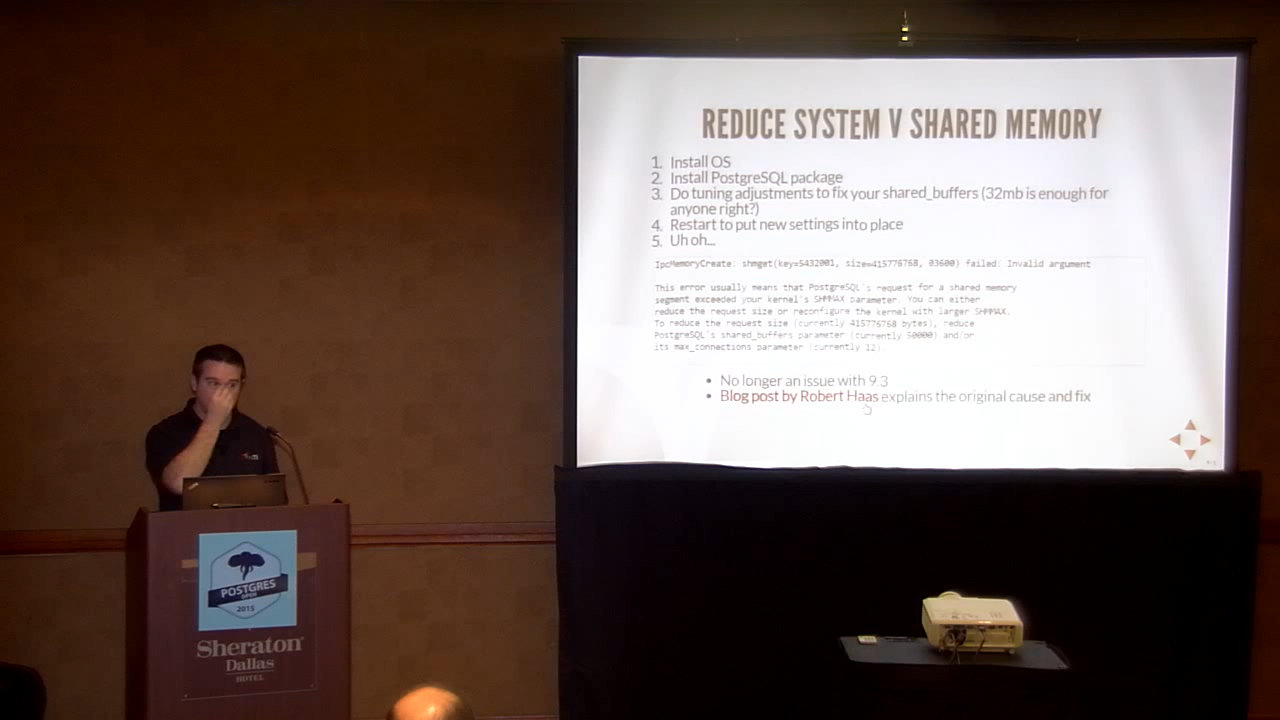 REDUCE SYSTEM V SHARED MEMORY
1. Install OS
2. Install PostgreSQL package
3. Do tuning adjustments to fix your shared_buffers (32mb is enough for
anyone right?)
4. Restart to put new settings into place
5. Uh oh...
IpcMemoryCreate: shmget(key=5432001, size=415776768, 03600) failed: Invalid argument
This error usually means that PostgreSQL's request for a shared memory
segment exceeded your kernel's SHMMAX parameter. You can either
reduce the request size or reconfigure the kernel with larger SHMMAX.
To reduce the request size (currently 415776768 bytes), reduce
PostgreSQL's shared_buffers parameter (currently 50000) and/or
its max_connections parameter (currently 12).
• No longer an issue with 9.3
• Blog post by Robert Haas explains the original cause and fix
POSTGRES
OPEN
2015
Sheraton
Dallas
HOTEL